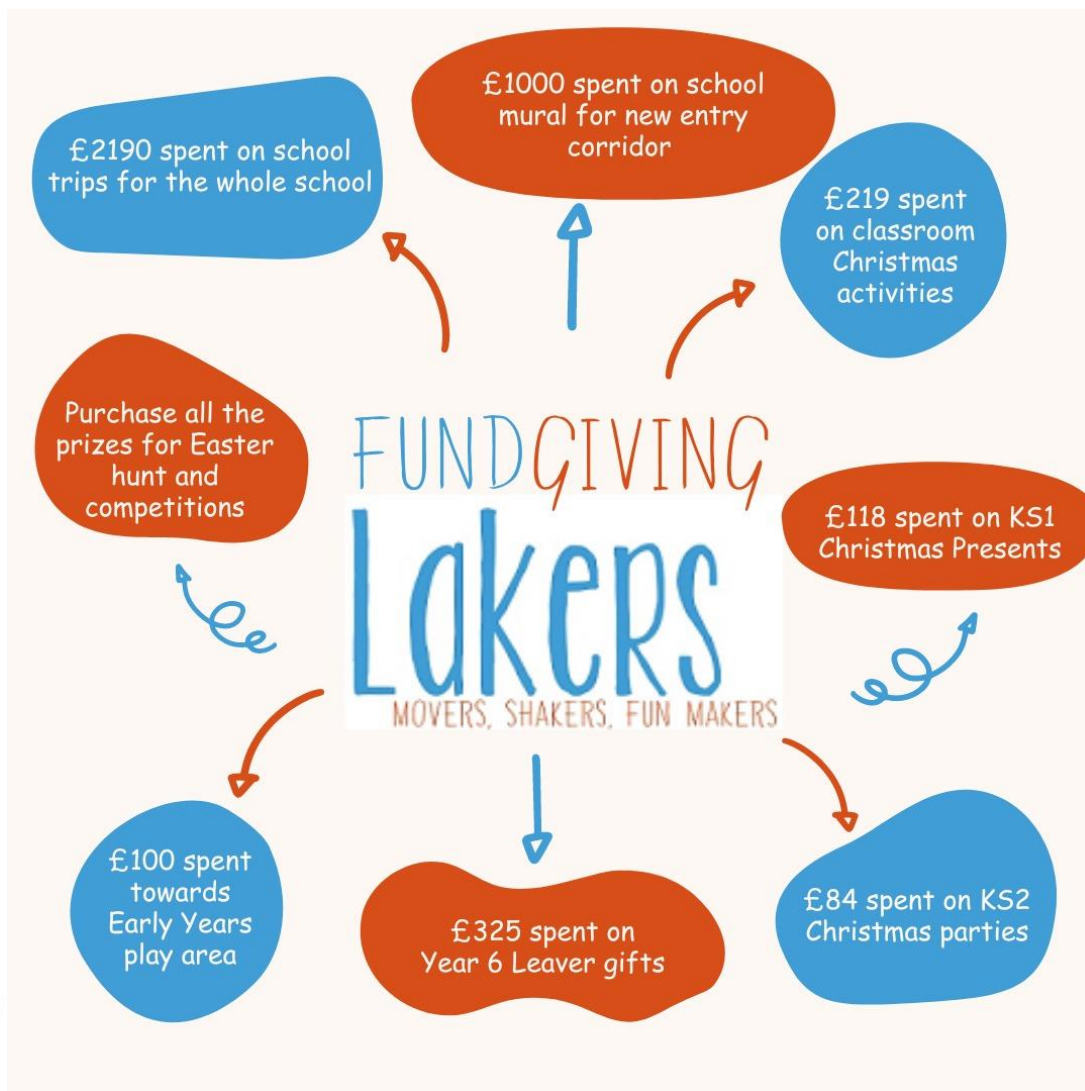 £1000 spent on school
mural for new entry
corridor
£2190 spent on school
trips for the whole school
£219 spent
on classroom
Christmas
activities
Purchase all the
prizes for Easter
hunt and
competitions
FUNDGIVING
Lakers
MOVERS, SHAKERS, FUN MAKERS
£118 spent on KS1
Christmas Presents
£100 spent
towards
Early Years
play area
£325 spent on
Year 6 Leaver gifts
£84 spent on KS2
Christmas parties